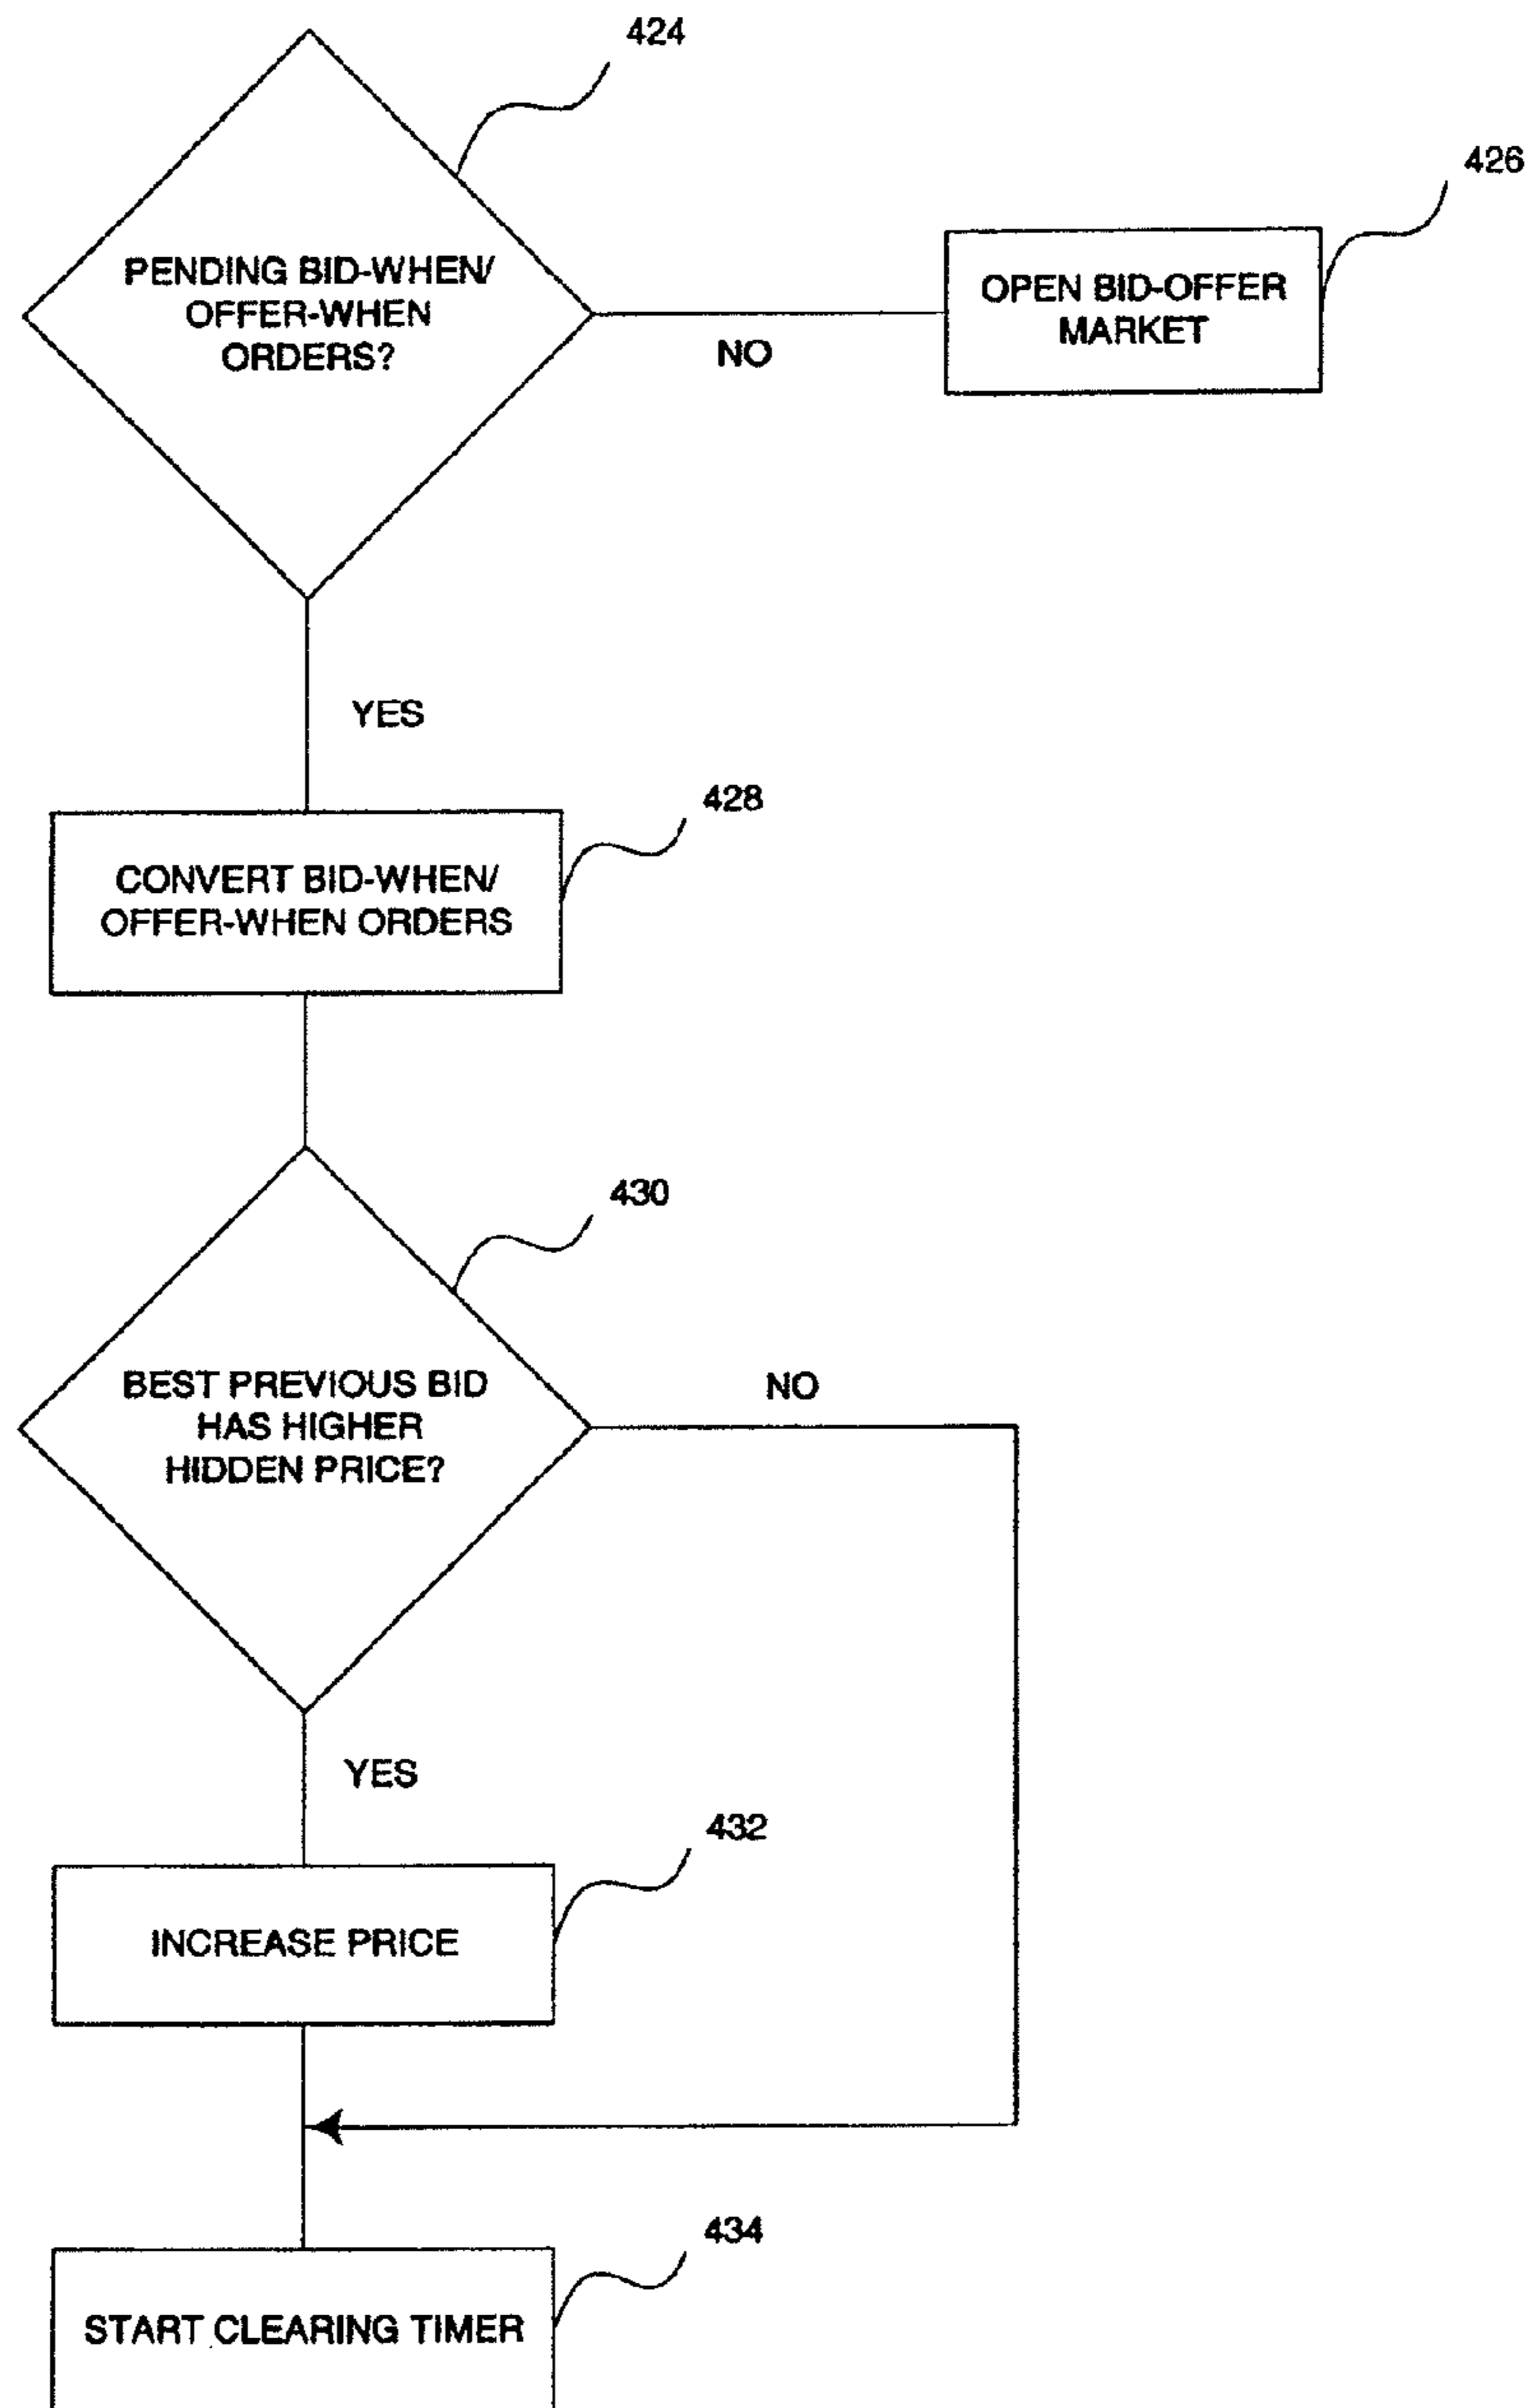 424
426
PENDING BID-WHEN/
OFFER-WHEN
ORDERS?
OPEN BID-OFFER
MARKET
NO
YES
428
CONVERT BID-WHEN/
OFFER-WHEN ORDERS
430
BEST PREVIOUS BID
HAS HIGHER
HIDDEN PRICE?
NO
YES
432
INCREASE PRICE
434
START CLEARING TIMER